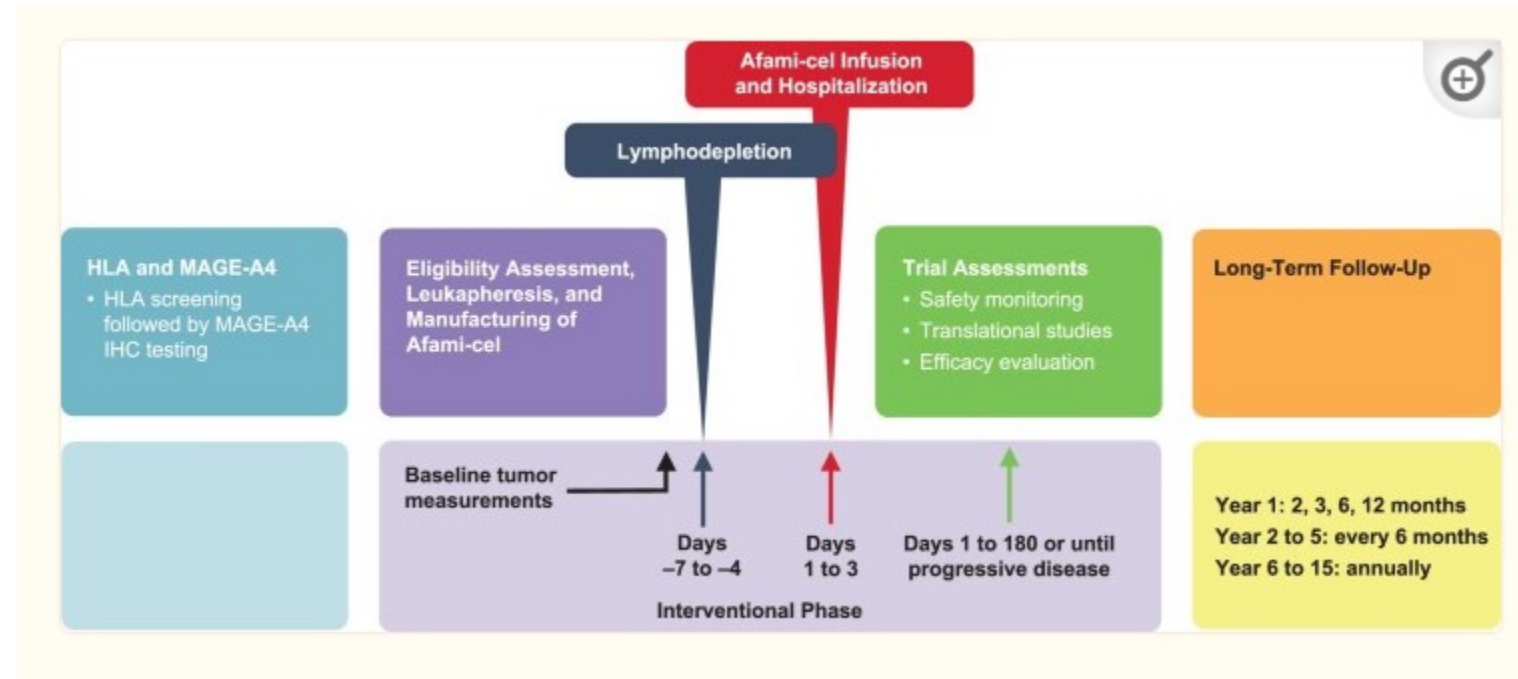 Afami-cel Infusion
and Hospitalization
Lymphodepletion
HLA and MAGE-A4
• HLA screening
followed by MAGE-A4
IHC testing
Eligibility Assessment,
Leukapheresis, and
Manufacturing of
Afami-cel
Trial Assessments
• Safety monitoring
• Translational studies
• Efficacy evaluation
Long-Term Follow-Up
Baseline tumor
measurements
Days
–7 to –4
Days
1 to 3
Days 1 to 180 or until
progressive disease
Interventional Phase
Year 1: 2, 3, 6, 12 months
Year 2 to 5: every 6 months
Year 6 to 15: annually